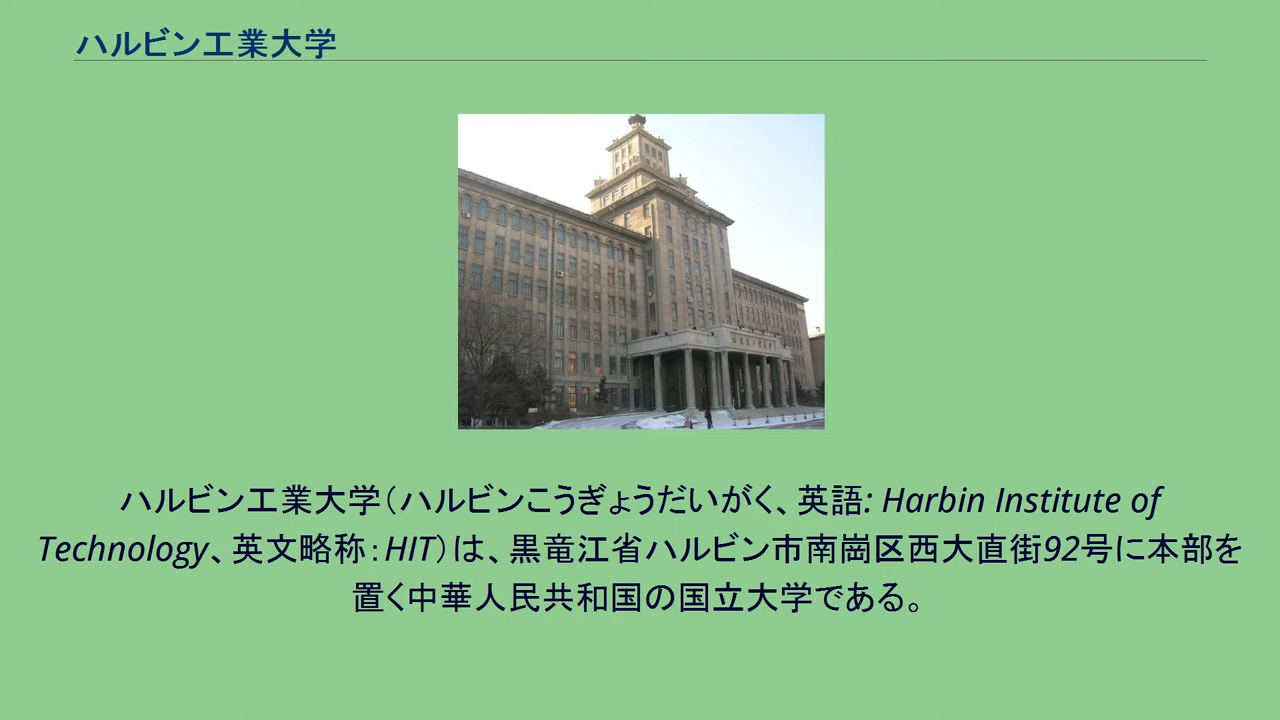 ハルビン工業大学
ハルビン工業大学（ハルビンこうぎょうだいがく、英語: Harbin Institute of
Technology、英文略称：HIT）は、黒竜江省ハルビン市南崗区西大直街92号に本部を
置く中華人民共和国の国立大学である。